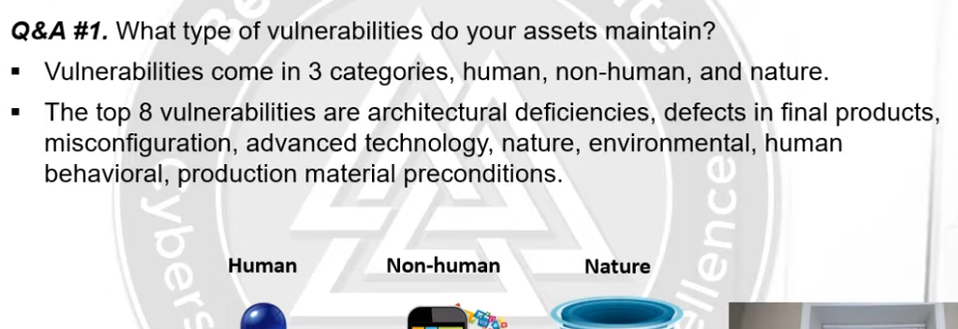 Q&A #1. What type of vulnerabilities do your assets maintain?
▪ Vulnerabilities come in 3 categories, human, non-human, and nature.
▪ The top 8 vulnerabilities are architectural deficiencies, defects in final products,
misconfiguration, advanced technology, nature, environmental, human
behavioral, production material preconditions.
Human Non-human Nature